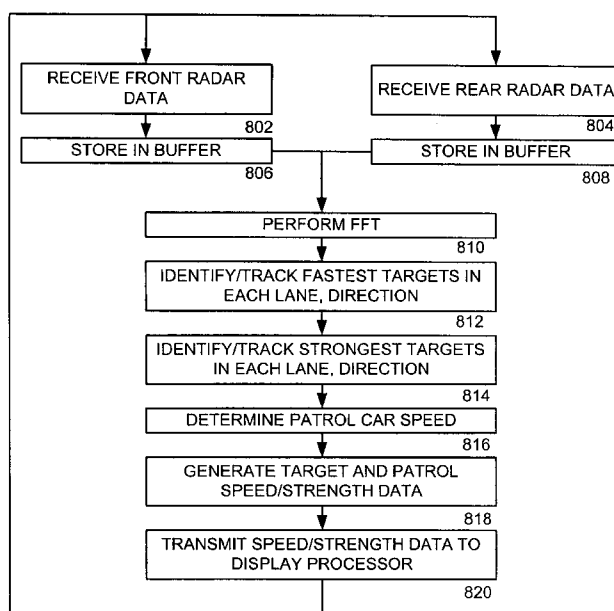 RECEIVE FRONT RADAR
DATA
802
RECEIVE REAR RADAR DATA
804
STORE IN BUFFER
806
STORE IN BUFFER
808
PERFORM FFT
810
IDENTIFY/TRACK FASTEST TARGETS IN
EACH LANE, DIRECTION
812
IDENTIFY/TRACK STRONGEST TARGETS
IN EACH LANE, DIRECTION
814
DETERMINE PATROL CAR SPEED
816
GENERATE TARGET AND PATROL
SPEED/STRENGTH DATA
818
TRANSMIT SPEED/STRENGTH DATA TO
DISPLAY PROCESSOR
820